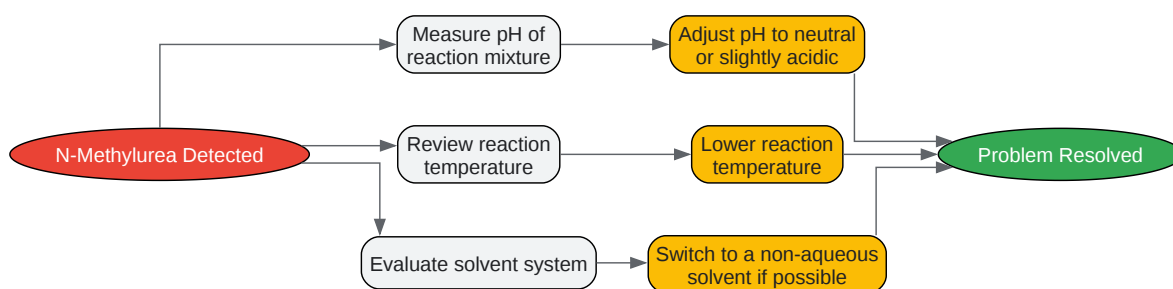 Measure pH of
reaction mixture
Adjust pH to neutral
or slightly acidic
N-Methylurea Detected
Review reaction
temperature
Lower reaction
temperature
Problem Resolved
Evaluate solvent system
Switch to a non-aqueous
solvent if possible